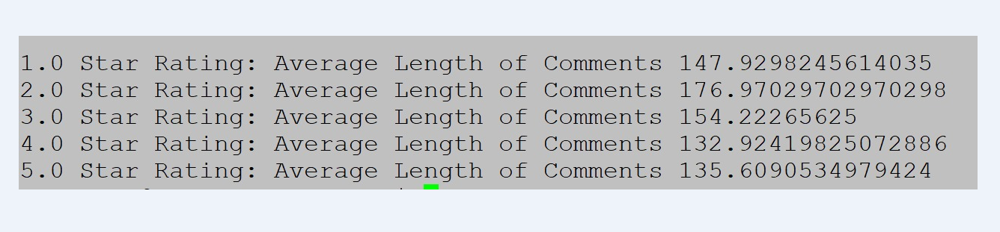 1.0 Star Rating: Average Length of Comments 147.9298245614035
2.0 Star Rating: Average Length of Comments 176.97029702970298
3.0 Star Rating: Average Length of Comments 154.22265625
4.0 Star Rating: Average Length of Comments 132.92419825072886
5.0 Star Rating: Average Length of Comments 135.6090534979424